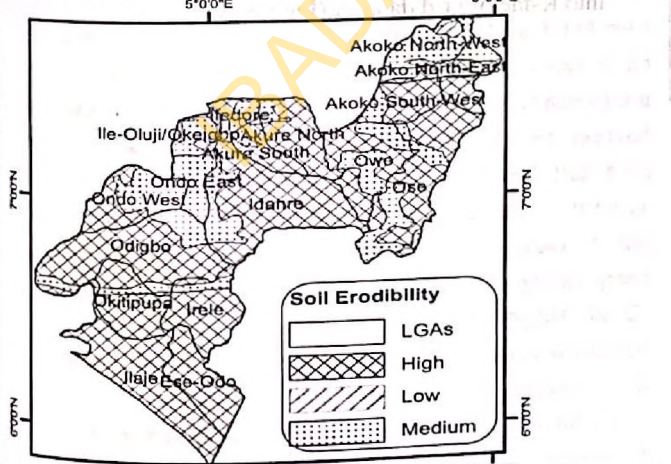 5°0'0"E
Akoko North-West
Akoko North-East
Akoko South-West
Ifedore
Ile-Oluji/Okeigbo
Akure North
Akure South
Owo
Ondo East
Ose
Ondo West
Idanre
7°0'0"N
7°0'0"N
Odigbo
Okitipupa
Irele
Ilaje
Ese-Odo
6°0'0"N
6°0'0"N
Soil Erodibility
LGAs
High
Low
Medium
IBAD